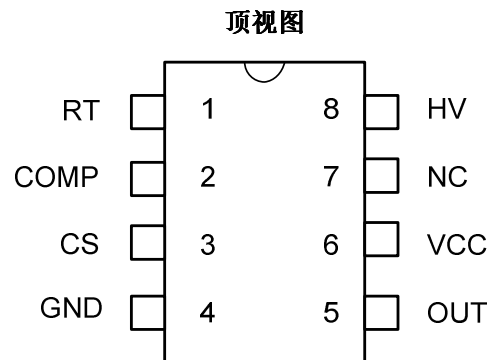 顶视图
RT 1 8 HV
COMP 2 7 NC
CS 3 6 VCC
GND 4 5 OUT